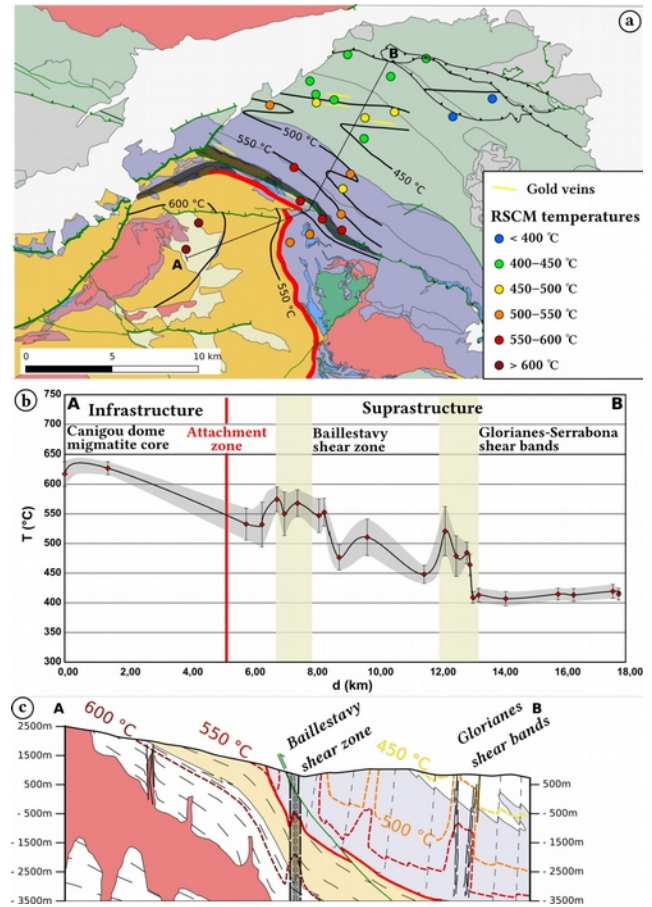 a
B
500 °C
550 °C
450 °C
600 °C
A
550 °C
0 5 10 km
Gold veins
RSCM temperatures
< 400 °C
400–450 °C
450–500 °C
500–550 °C
550–600 °C
> 600 °C
b
A
B
Infrastructure
Suprastructure
Canigou dome
migmatite core
Attachment
zone
Baillestavy
shear zone
Glorianes-Serrabona
shear bands
T (°C)
750
700
650
600
550
500
450
400
350
300
0,00 2,00 4,00 6,00 8,00 10,00 12,00 14,00 16,00 18,00
d (km)
c
A
B
600 °C
550 °C
Baillestavy
shear zone
450 °C
Glorianes
shear bands
500 °C
2500m
1500m
500m
- 500m
- 1500m
- 2500m
- 3500m
500m
- 500m
- 1500m
- 2500m
- 3500m